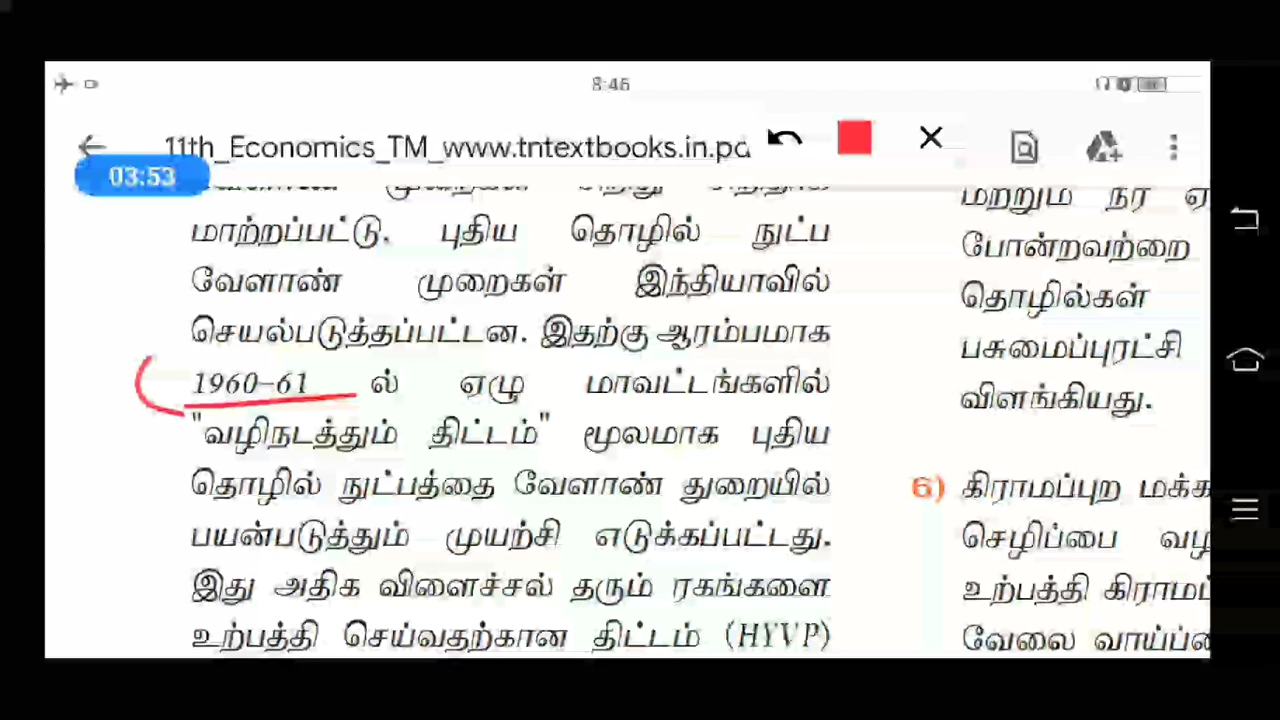 8:46
11th_Economics_TM_www.tntextbooks.in.pd
03:53
மாற்றப்பட்டு. புதிய தொழில் நுட்ப
வேளாண் முறைகள் இந்தியாவில்
செயல்படுத்தப்பட்டன. இதற்கு ஆரம்பமாக
1960-61 ல் ஏழு மாவட்டங்களில்
"வழிநடத்தும் திட்டம்" மூலமாக புதிய
தொழில் நுட்பத்தை வேளாண் துறையில்
பயன்படுத்தும் முயற்சி எடுக்கப்பட்டது.
இது அதிக விளைச்சல் தரும் ரகங்களை
உற்பத்தி செய்வதற்கான திட்டம் (HYVP)
மற்றும் நீர் ஏ
போன்றவற்றை
தொழில்கள்
பசுமைப்புரட்சி
விளங்கியது.
6) கிராமப்புற மக்க
செழிப்பை வழ
உற்பத்தி கிராமப்
வேலை வாய்ப்